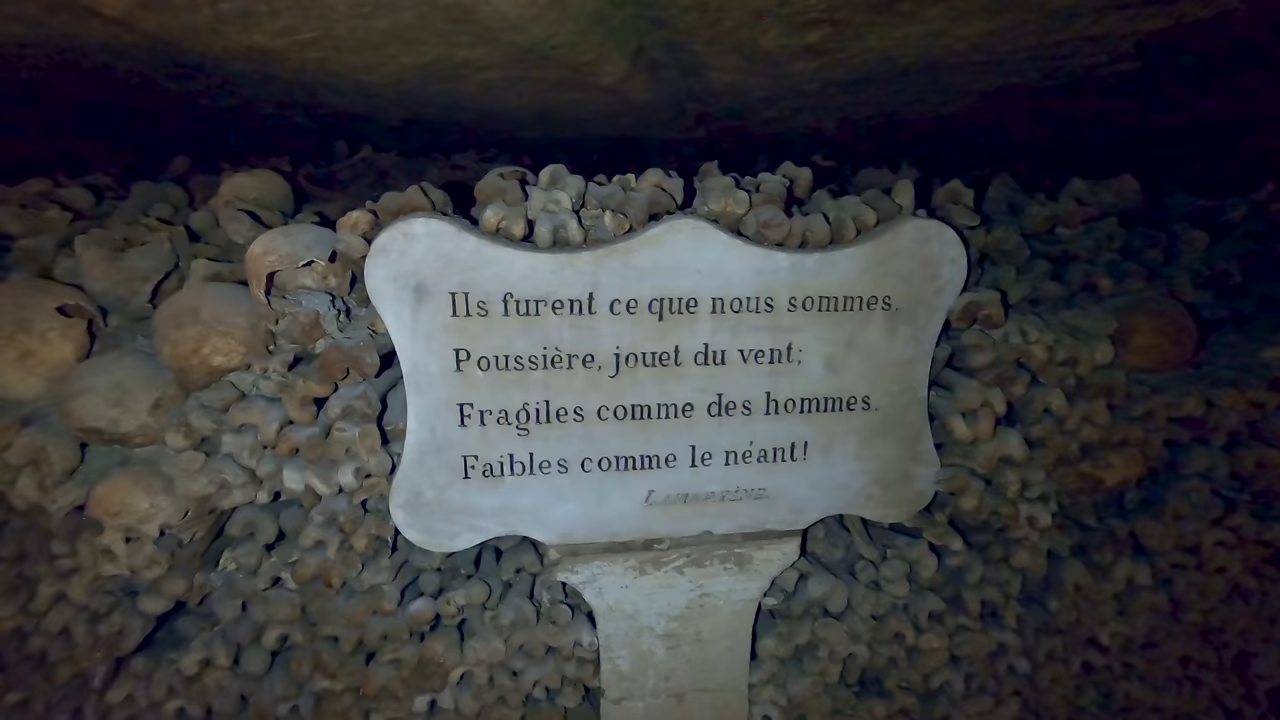 Ils furent ce que nous sommes.
Poussière, jouet du vent;
Fragiles comme des hommes.
Faibles comme le néant!